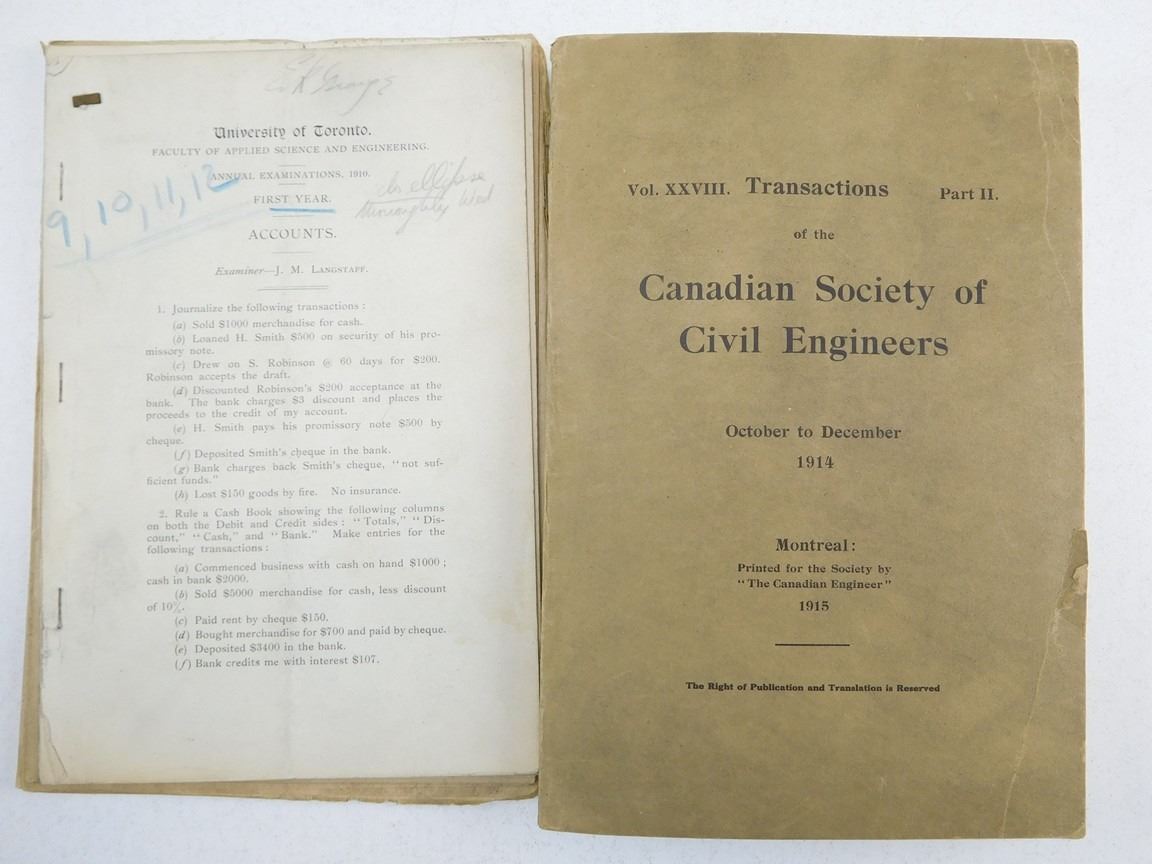 University of Toronto.
FACULTY OF APPLIED SCIENCE AND ENGINEERING.
ANNUAL EXAMINATIONS, 1910.
9, 10, 11, 12
FIRST YEAR.
ellipse
thoroughly Wed
ACCOUNTS.
Examiner—J. M. LANGSTAFF.
1. Journalize the following transactions :
(a) Sold $1000 merchandise for cash.
(b) Loaned H. Smith $500 on security of his pro-
missory note.
(c) Drew on S. Robinson @ 60 days for $200.
Robinson accepts the draft.
(d) Discounted Robinson's $200 acceptance at the
bank. The bank charges $3 discount and places the
proceeds to the credit of my account.
(e) H. Smith pays his promissory note $500 by
cheque.
(f) Deposited Smith's cheque in the bank.
(g) Bank charges back Smith's cheque, "not suf-
ficient funds."
(h) Lost $150 goods by fire. No insurance.
2. Rule a Cash Book showing the following columns
on both the Debit and Credit sides : "Totals," "Dis-
count," "Cash," and "Bank." Make entries for the
following transactions :
(a) Commenced business with cash on hand $1000 ;
cash in bank $2000.
(b) Sold $5000 merchandise for cash, less discount
of 10%.
(c) Paid rent by cheque $150.
(d) Bought merchandise for $700 and paid by cheque.
(e) Deposited $3400 in the bank.
(f) Bank credits me with interest $107.
Vol. XXVIII. Transactions Part II.
of the
Canadian Society of
Civil Engineers
October to December
1914
Montreal:
Printed for the Society by
"The Canadian Engineer"
1915
The Right of Publication and Translation is Reserved